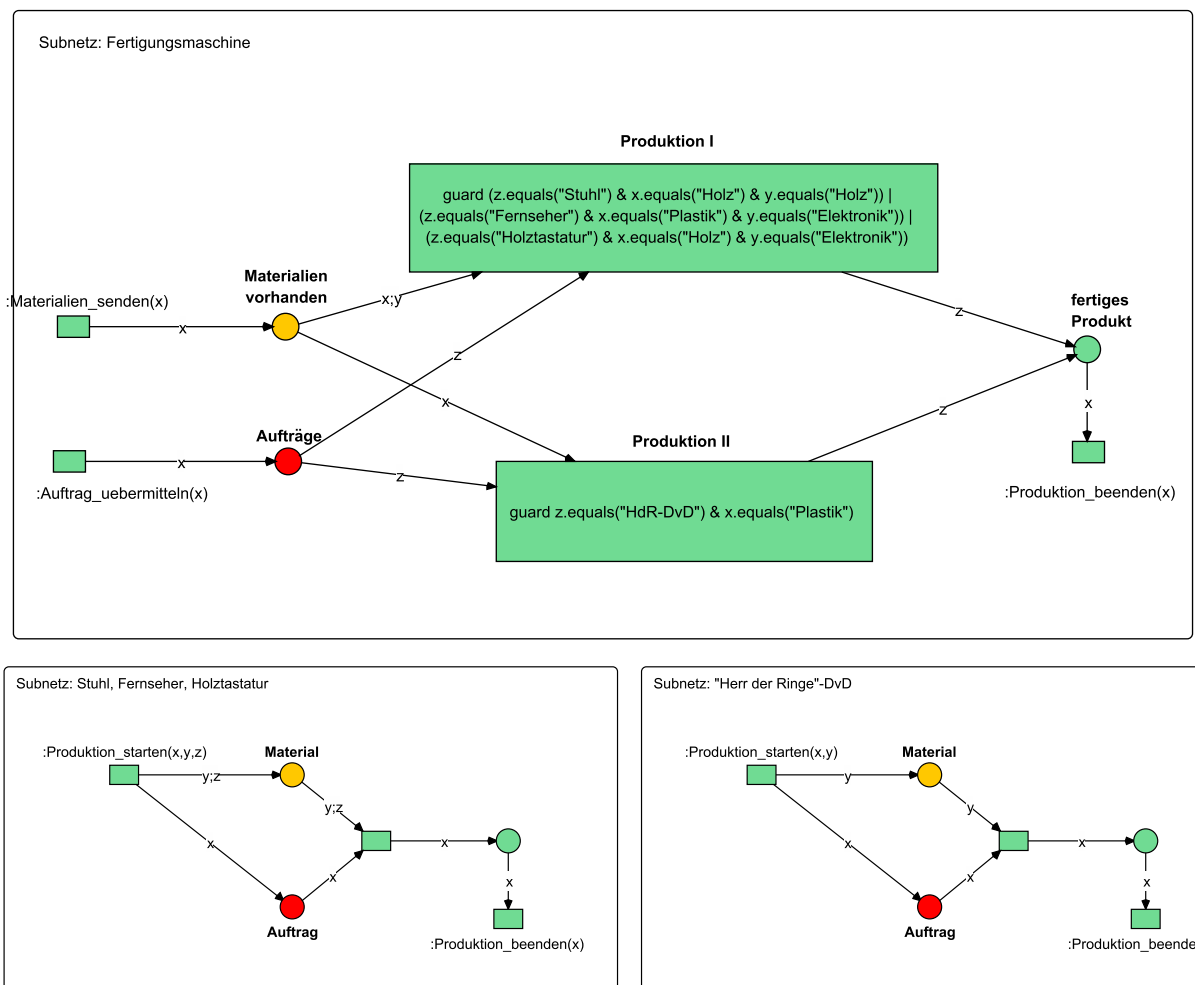 Subnetz: Fertigungsmaschine
Produktion I
guard (z.equals("Stuhl") & x.equals("Holz") & y.equals("Holz")) |
(z.equals("Fernseher") & x.equals("Plastik") & y.equals("Elektronik")) |
(z.equals("Holztastatur") & x.equals("Holz") & y.equals("Elektronik"))
Materialien
vorhanden
:Materialien_senden(x)
x
x;y
z
x
z
fertiges
Produkt
x
Aufträge
x
z
:Auftrag_uebermitteln(x)
Produktion II
guard z.equals("HdR-DvD") & x.equals("Plastik")
z
:Produktion_beenden(x)
Subnetz: Stuhl, Fernseher, Holztastatur
:Produktion_starten(x,y,z)
Material
y;z
y;z
x
x
x
x
Auftrag
:Produktion_beenden(x)
Subnetz: "Herr der Ringe"-DvD
:Produktion_starten(x,y)
Material
y
y
x
x
x
x
Auftrag
:Produktion_beende